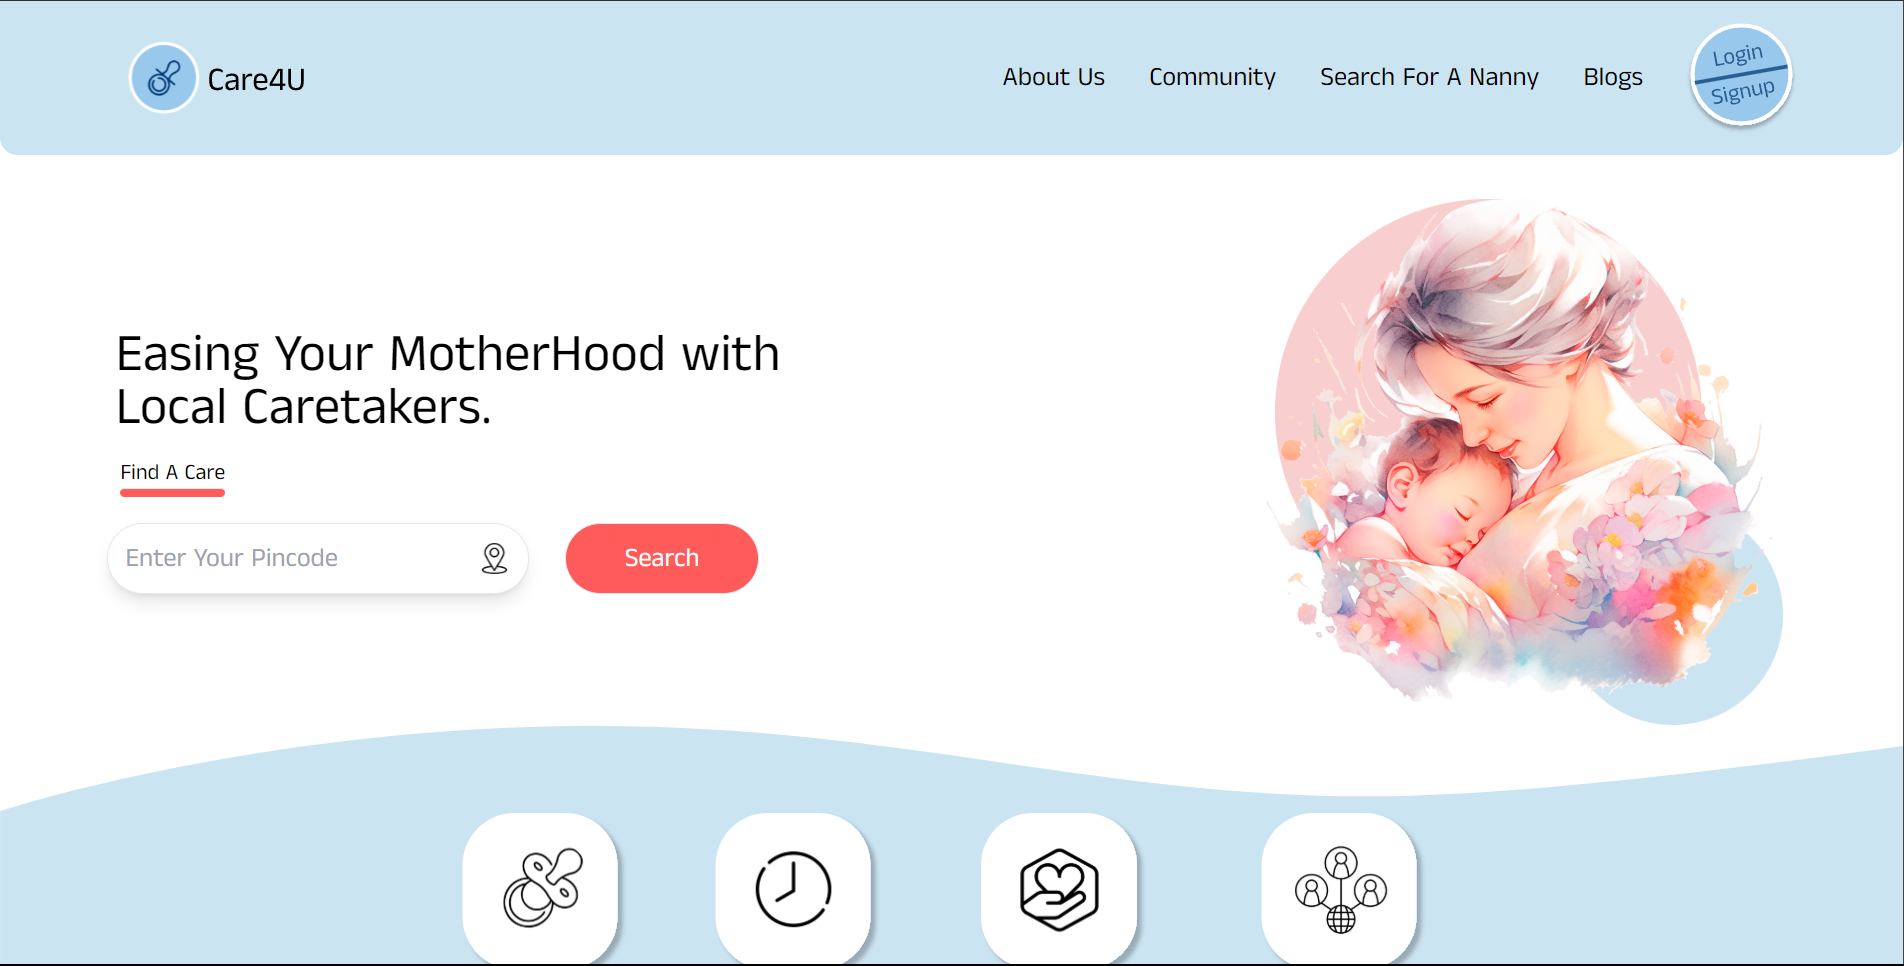 Care4U
About Us
Community
Search For A Nanny
Blogs
Login
Signup
Easing Your MotherHood with
Local Caretakers.
Find A Care
Enter Your Pincode
Search